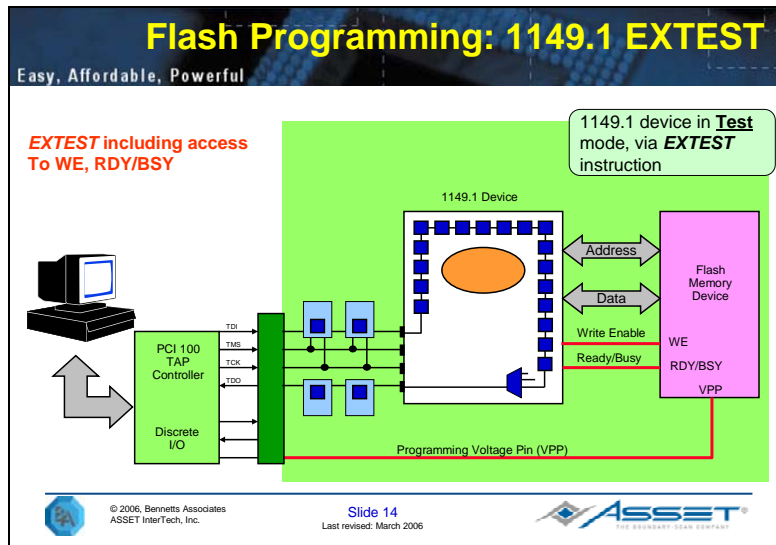 Flash Programming: 1149.1 EXTEST
Easy, Affordable, Powerful
EXTEST including access
To WE, RDY/BSY
1149.1 device in Test
mode, via EXTEST
instruction
1149.1 Device
Address
Data
Flash
Memory
Device
Write Enable
WE
Ready/Busy
RDY/BSY
VPP
TDI
TMS
TCK
TDO
PCI 100
TAP
Controller
Discrete
I/O
Programming Voltage Pin (VPP)
BA
© 2006, Bennetts Associates
ASSET InterTech, Inc.
Slide 14
Last revised: March 2006
ASSET
THE BOUNDARY-SCAN COMPANY